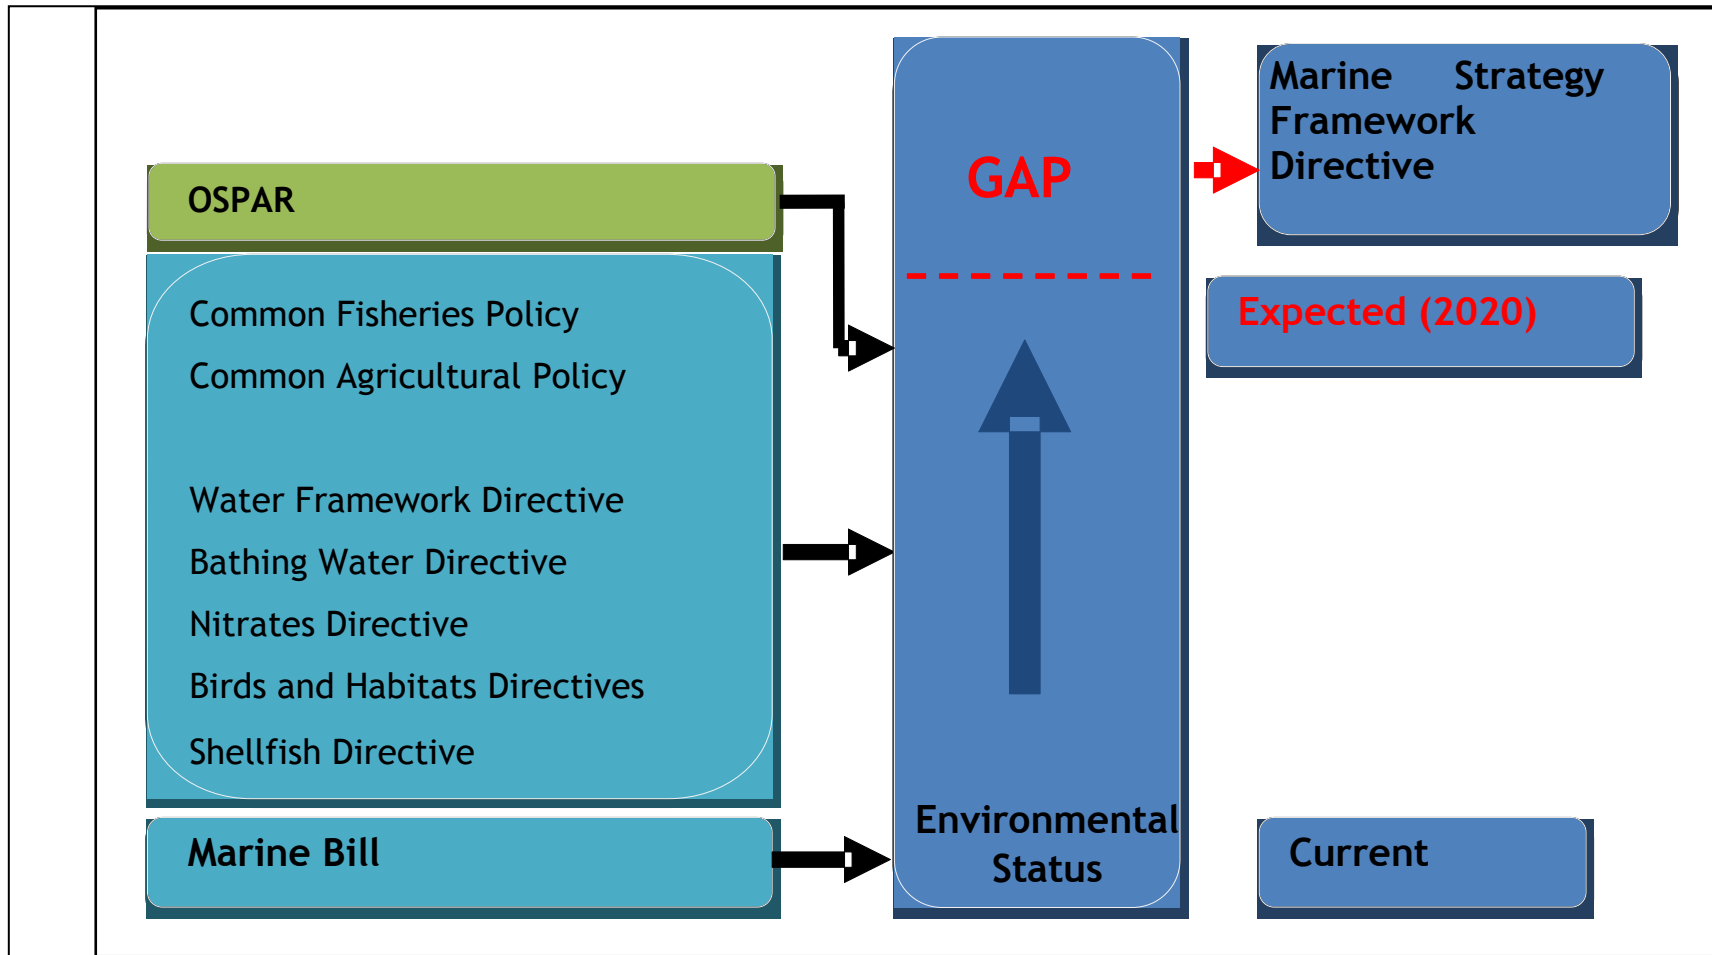 OSPAR
Common Fisheries Policy
Common Agricultural Policy
Water Framework Directive
Bathing Water Directive
Nitrates Directive
Birds and Habitats Directives
Shellfish Directive
Marine Bill
GAP
Environmental
Status
Marine Strategy
Framework
Directive
Expected (2020)
Current